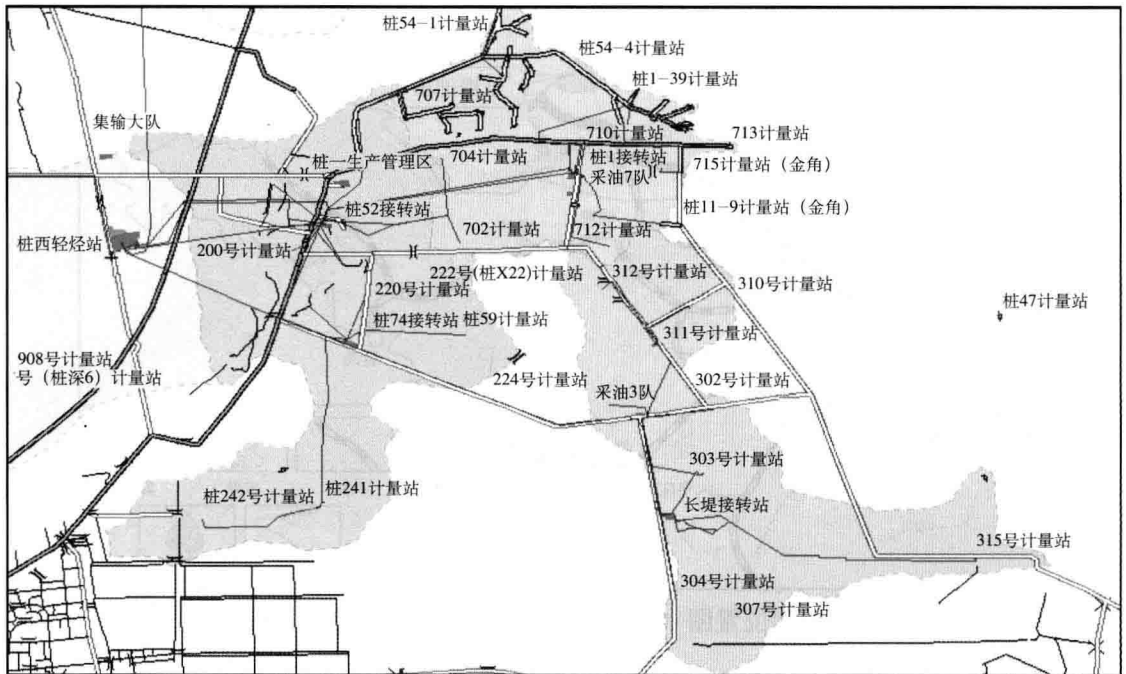 桩54-1计量站
桩54-4计量站
桩1-39计量站
707计量站
集输大队
710计量站
713计量站
704计量站
桩一生产管理区
桩1接转站
715计量站（金角）
采油7队
桩52接转站
桩11-9计量站（金角）
702计量站
712计量站
桩西轻烃站
200号计量站
222号(桩X22)计量站
312号计量站
220号计量站
310号计量站
桩47计量站
桩74接转站
桩59计量站
311号计量站
908号计量站
号（桩深6）计量站
224号计量站
302号计量站
采油3队
303号计量站
桩242号计量站
桩241计量站
长堤接转站
315号计量站
304号计量站
307号计量站